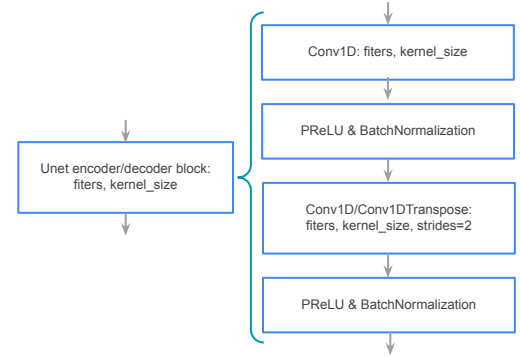 Unet encoder/decoder block:
fiters, kernel_size
Conv1D: fiters, kernel_size
PReLU & BatchNormalization
Conv1D/Conv1DTranspose:
fiters, kernel_size, strides=2
PReLU & BatchNormalization